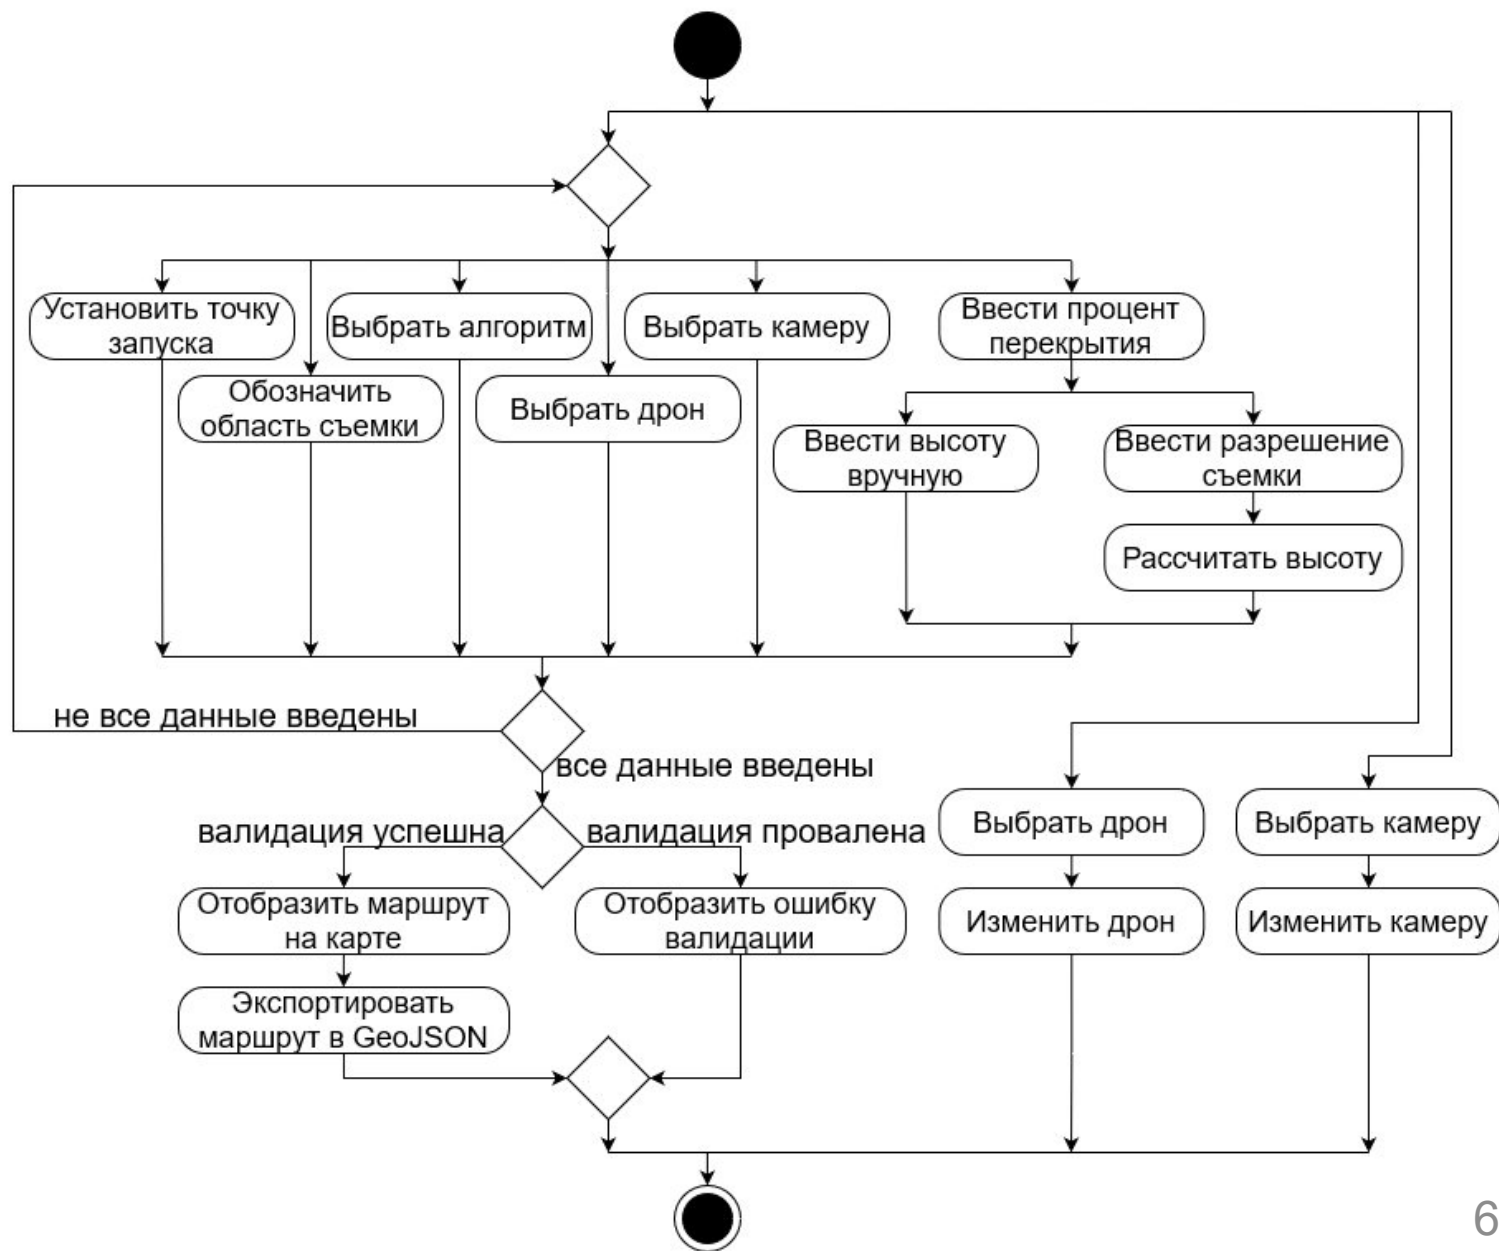 Установить точку
запуска
Выбрать алгоритм
Выбрать камеру
Ввести процент
перекрытия
Обозначить
область съемки
Выбрать дрон
Ввести высоту
вручную
Ввести разрешение
съемки
Рассчитать высоту
не все данные введены
все данные введены
валидация успешна
валидация провалена
Выбрать дрон
Выбрать камеру
Отобразить маршрут
на карте
Отобразить ошибку
валидации
Изменить дрон
Изменить камеру
Экспортировать
маршрут в GeoJSON
6